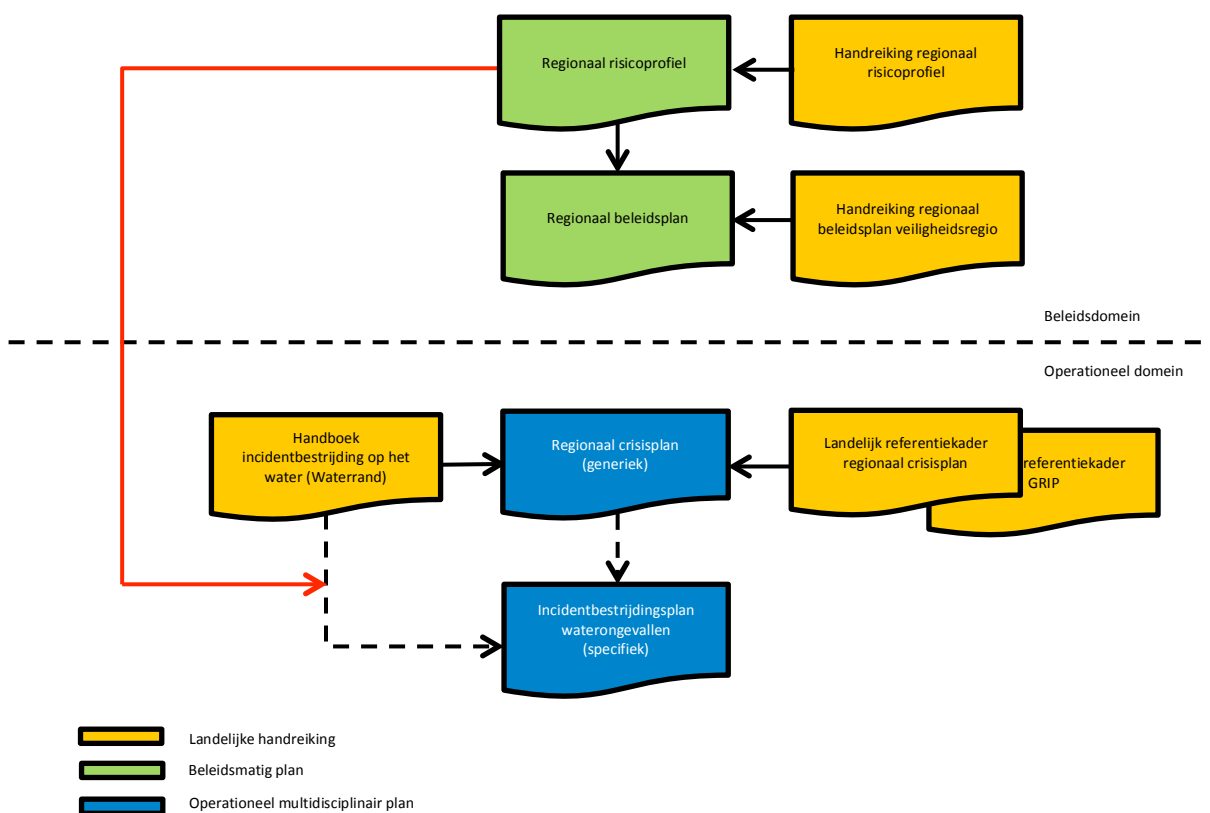 Regionaal risicoprofiel
Handreiking regionaal
risicoprofiel
Regionaal beleidsplan
Handreiking regionaal
beleidsplan veiligheidsregio
Beleidsdomein
Operationeel domein
Handboek
incidentbestrijding op het
water (Waterrand)
Regionaal crisisplan
(generiek)
Landelijk referentiekader
regionaal crisisplan
referentiekader
GRIP
Incidentbestrijdingsplan
waterongevallen
(specifiek)
Landelijke handreiking
Beleidsmatig plan
Operationeel multidisciplinair plan